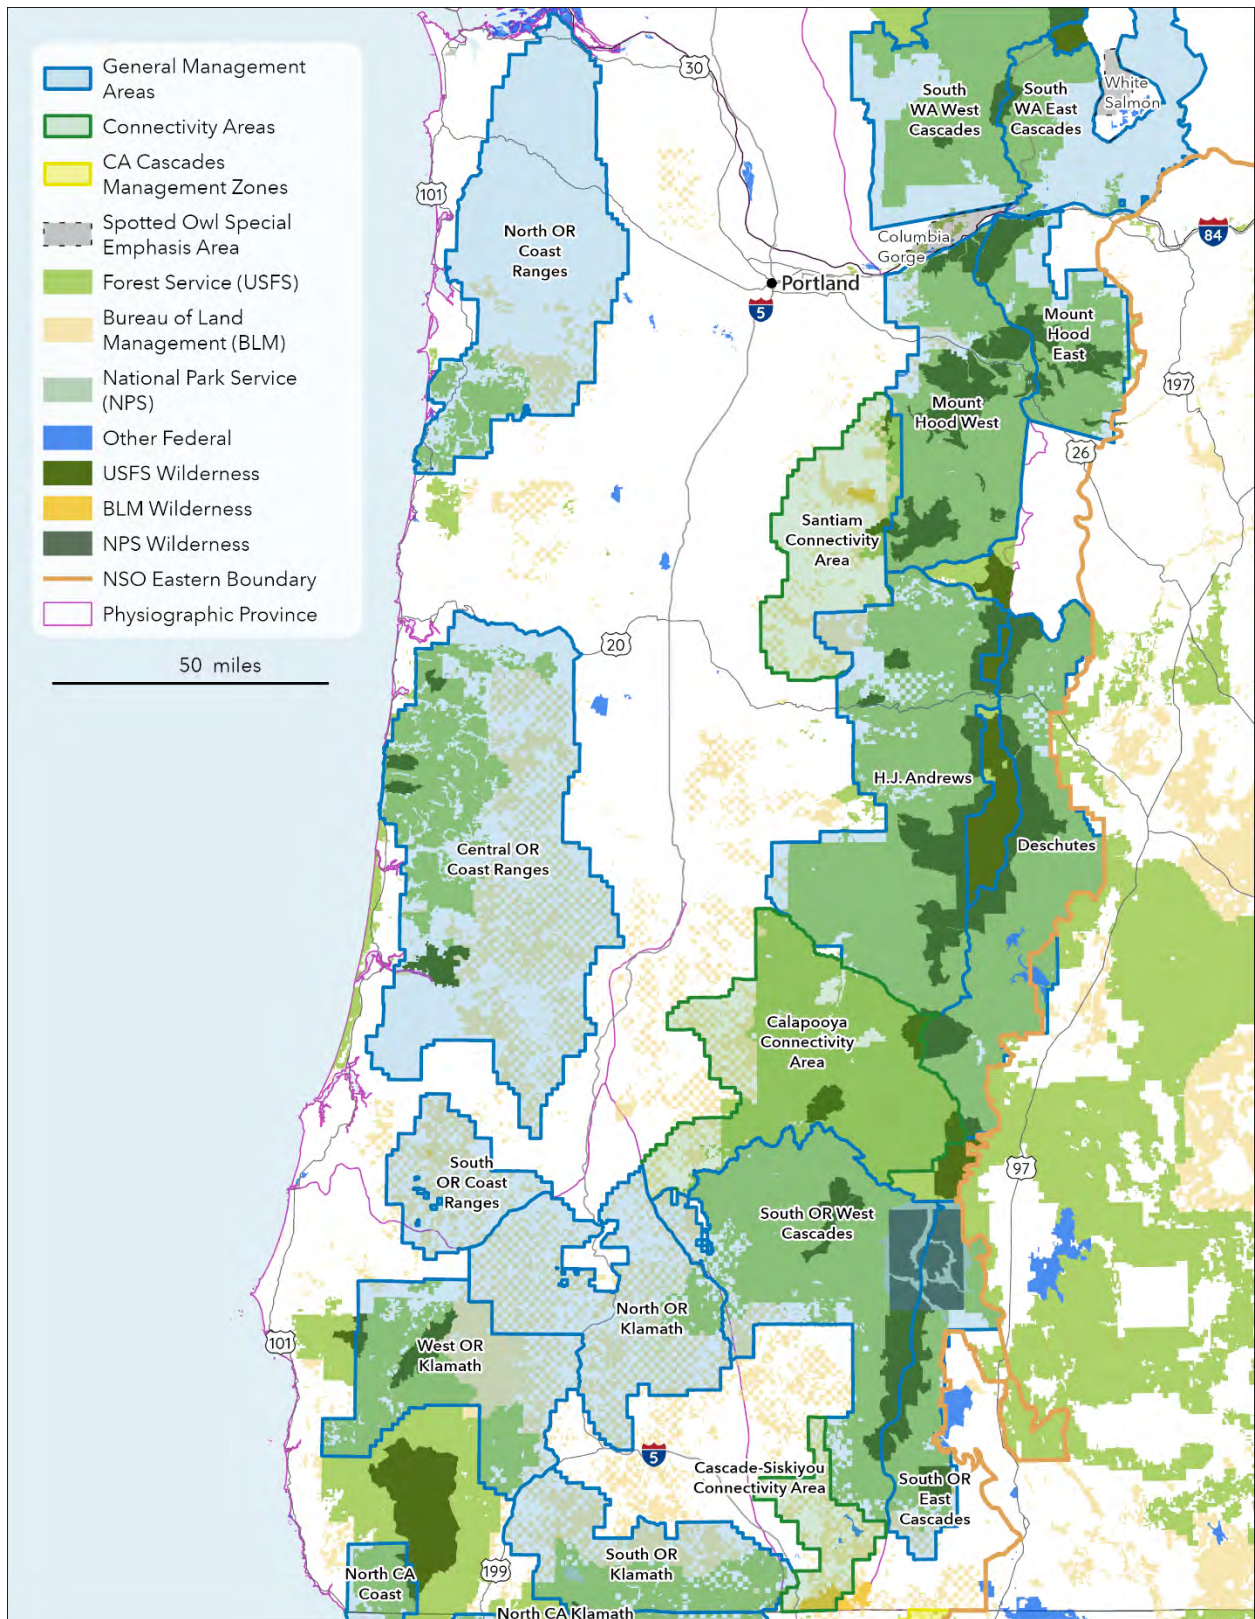 General Management
Areas
Connectivity Areas
CA Cascades
Management Zones
Spotted Owl Special
Emphasis Area
Forest Service (USFS)
Bureau of Land
Management (BLM)
National Park Service
(NPS)
Other Federal
USFS Wilderness
BLM Wilderness
NPS Wilderness
NSO Eastern Boundary
Physiographic Province
50 miles
30
101
South
WA West
Cascades
South
WA East
Cascades
White
Salmon
North OR
Coast
Ranges
Columbia
Gorge
84
Portland
5
Mount
Hood
East
197
Mount
Hood West
26
Santiam
Connectivity
Area
20
H.J. Andrews
Deschutes
Central OR
Coast Ranges
Calapooya
Connectivity
Area
97
South
OR Coast
Ranges
South OR West
Cascades
North OR
Klamath
West OR
Klamath
101
5
Cascade-Siskiyou
Connectivity Area
South OR
East
Cascades
South OR
Klamath
199
North CA
Coast
North CA Klamath